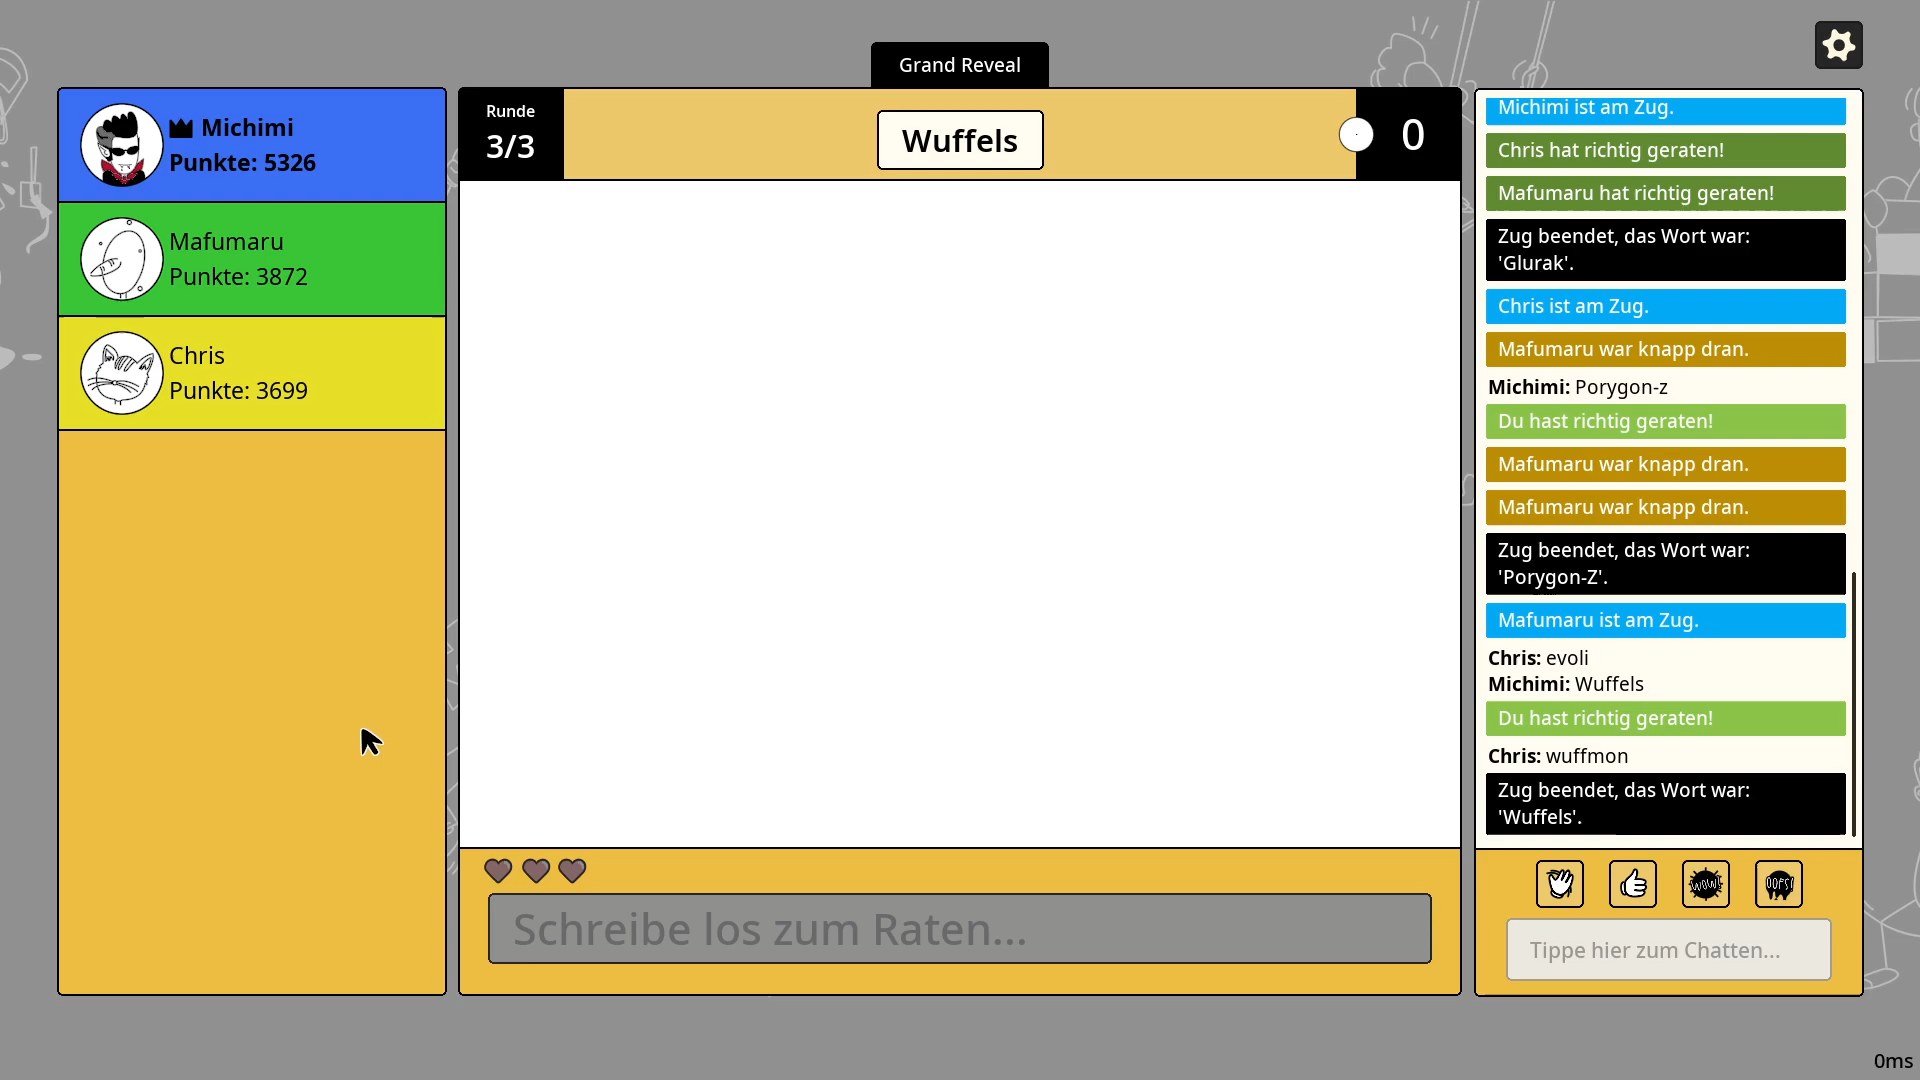 Grand Reveal
Michimi
Punkte: 5326
Mafumaru
Punkte: 3872
Chris
Punkte: 3699
Runde
3/3
Wuffels
0
Schreibe los zum Raten...
Michimi ist am Zug.
Chris hat richtig geraten!
Mafumaru hat richtig geraten!
Zug beendet, das Wort war:
'Glurak'.
Chris ist am Zug.
Mafumaru war knapp dran.
Michimi: Porygon-z
Du hast richtig geraten!
Mafumaru war knapp dran.
Mafumaru war knapp dran.
Zug beendet, das Wort war:
'Porygon-Z'.
Mafumaru ist am Zug.
Chris: evoli
Michimi: Wuffels
Du hast richtig geraten!
Chris: wuffmon
Zug beendet, das Wort war:
'Wuffels'.
WOW!
OOPS!
Tippe hier zum Chatten...
0ms